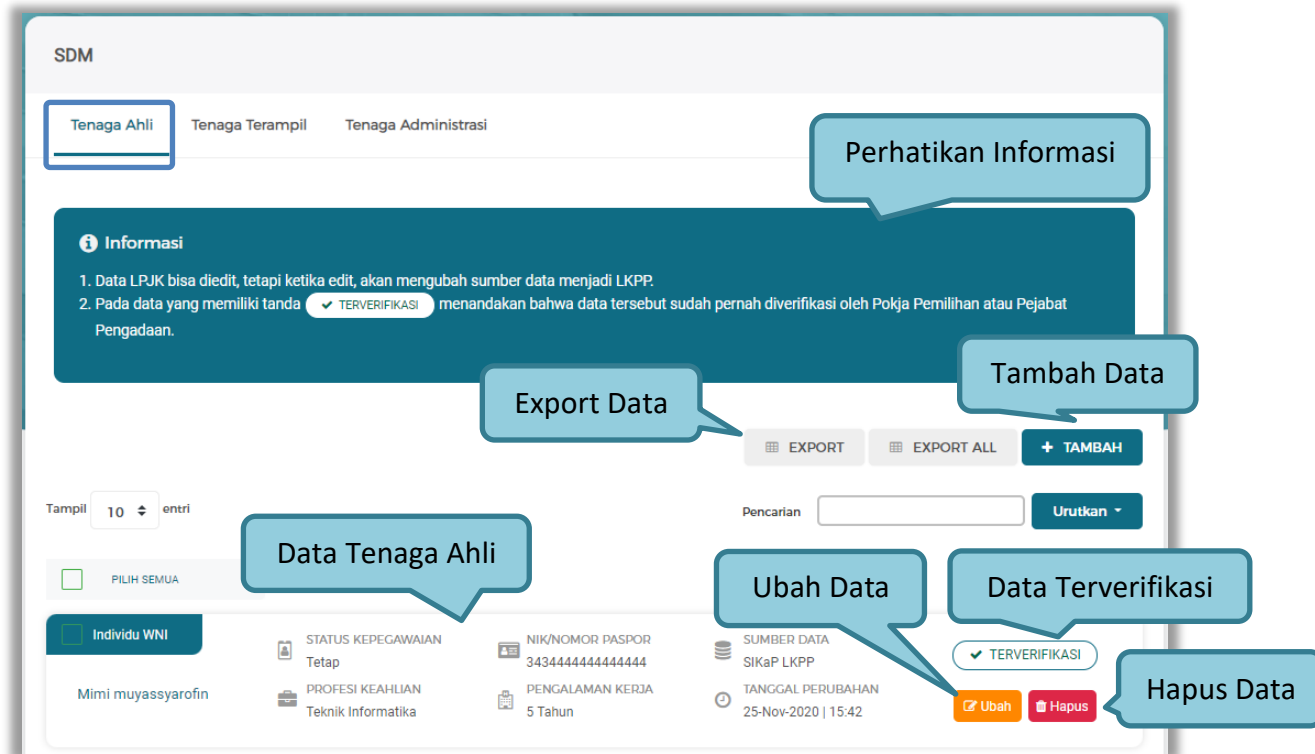 SDM
Tenaga Ahli Tenaga Terampil Tenaga Administrasi
Perhatikan Informasi
Informasi
1. Data LPJK bisa diedit, tetapi ketika edit, akan mengubah sumber data menjadi LKPP.
2. Pada data yang memiliki tanda TERVERIFIKASI menandakan bahwa data tersebut sudah pernah diverifikasi oleh Pokja Pemilihan atau Pejabat
Pengadaan.
Tambah Data
Export Data
EXPORT EXPORT ALL + TAMBAH
Tampil 10 entri Pencarian Urutkan
Data Tenaga Ahli
Ubah Data Data Terverifikasi
PILIH SEMUA
Individu WNI STATUS KEPEGAWAIAN NIK/NOMOR PASPOR SUMBER DATA
Tetap 3434444444444444 SIKaP LKPP TERVERIFIKASI
Hapus Data
Mimi muyassyarofin PROFESI KEAHLIAN PENGALAMAN KERJA TANGGAL PERUBAHAN
Teknik Informatika 5 Tahun 25-Nov-2020 | 15:42 Ubah Hapus